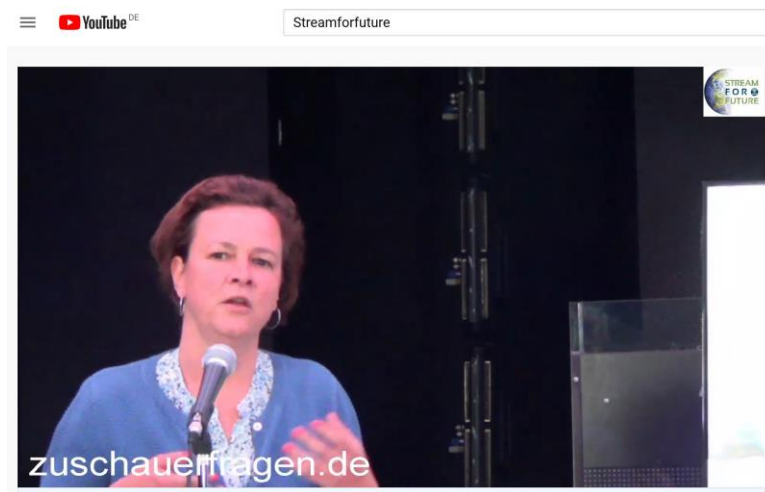 YouTube DE
Streamforfuture
STREAM
FOR
FUTURE
zuschauerfragen.de